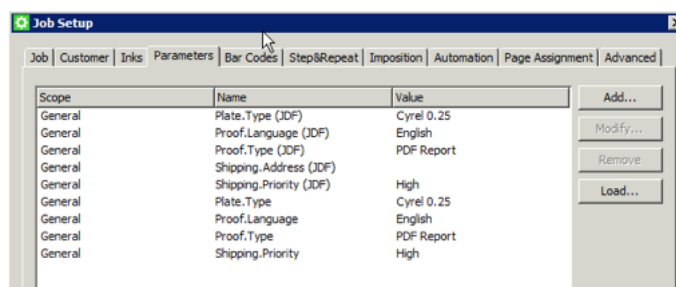 Job Setup
Job Customer Inks Parameters Bar Codes Step&Repeat Imposition Automation Page Assignment Advanced
Scope Name Value Add...
General Plate.Type (JDF) Cyrel 0.25
General Proof.Language (JDF) English Modify...
General Proof.Type (JDF) PDF Report
General Shipping.Address (JDF) Remove
General Shipping.Priority (JDF) High Load...
General Plate.Type Cyrel 0.25
General Proof.Language English
General Proof.Type PDF Report
General Shipping.Priority High